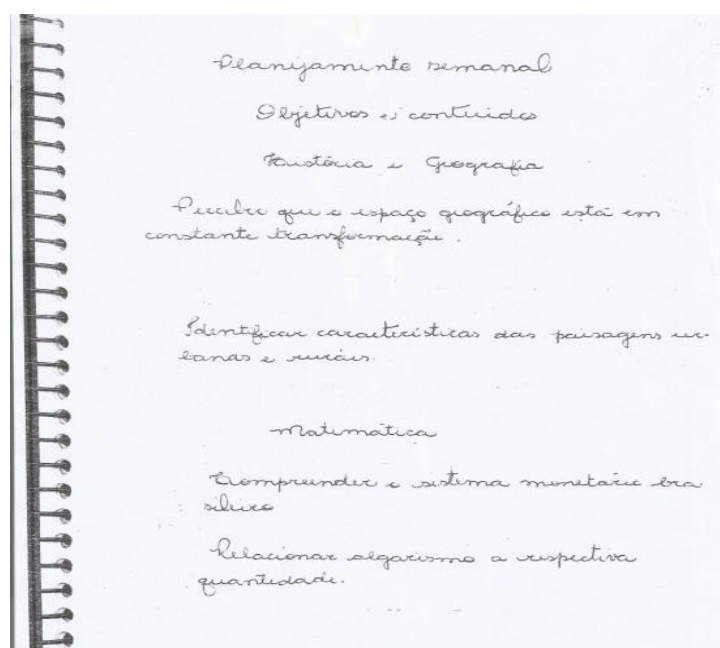 Planijamento semanal
Objetivos e conteúdos
História e Geografia
Perceber que o espaço geográfico está em
constante transformação.
Identificar características das paisagens ur-
banas e rurais.
Matemática
Compreender o sistema monetário bra
sileiro
Relacionar algarismo a respectiva
quantidade.